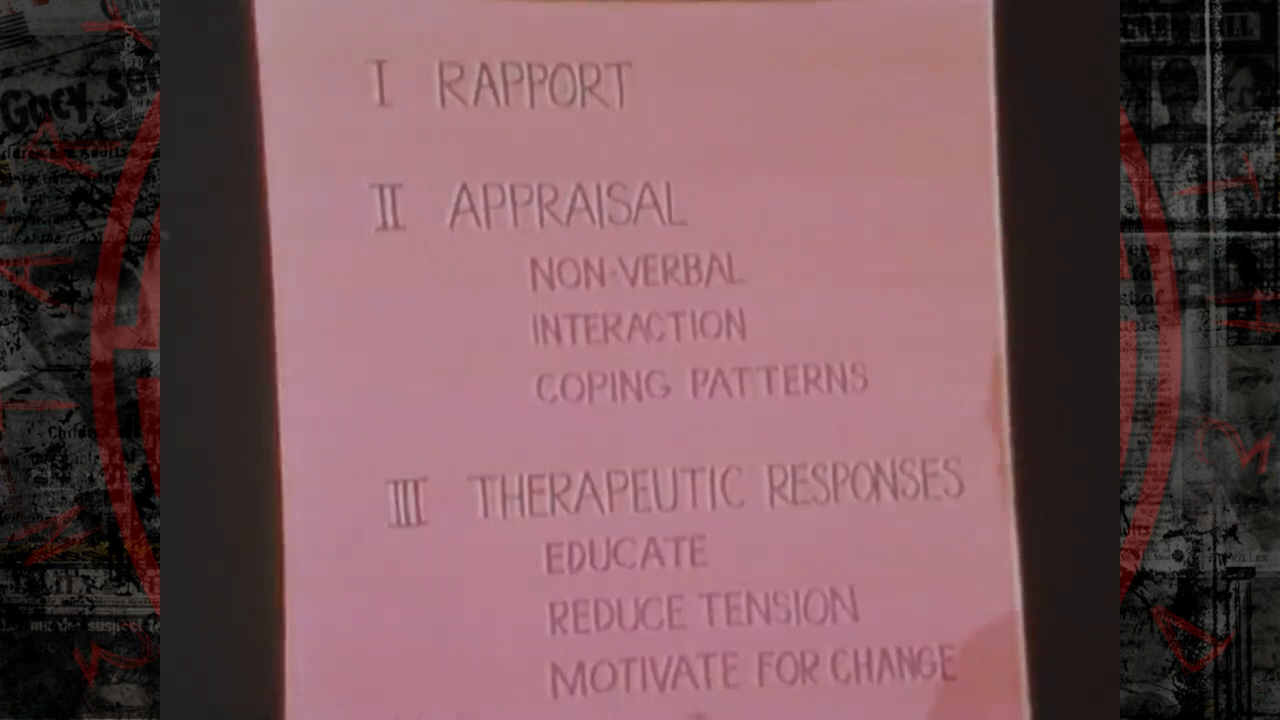 I RAPPORT
II APPRAISAL
NON-VERBAL
INTERACTION
COPING PATTERNS
III THERAPEUTIC RESPONSES
EDUCATE
REDUCE TENSION
MOTIVATE FOR CHANGE